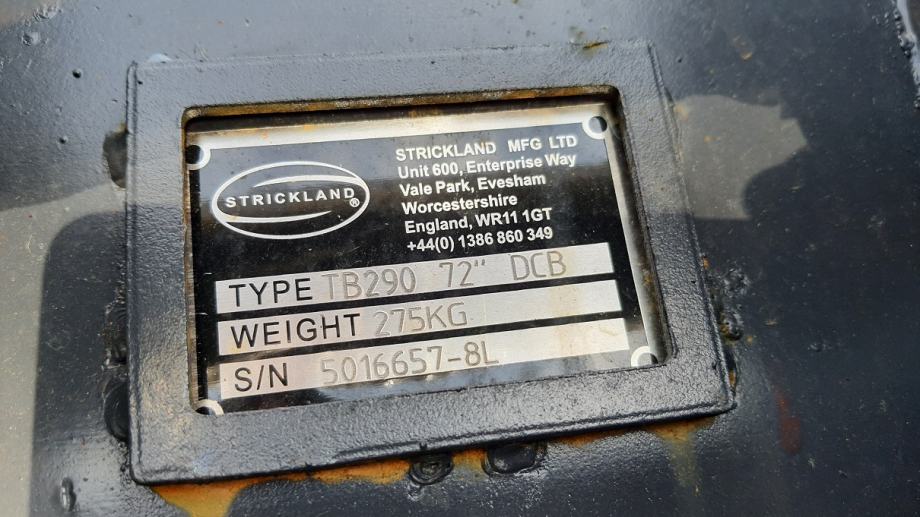 STRICKLAND ®
STRICKLAND MFG LTD
Unit 600, Enterprise Way
Vale Park, Evesham
Worcestershire
England, WR11 1GT
+44(0) 1386 860 349
TYPE TB290 72" DCB
WEIGHT 275KG
S/N 5016657-8L